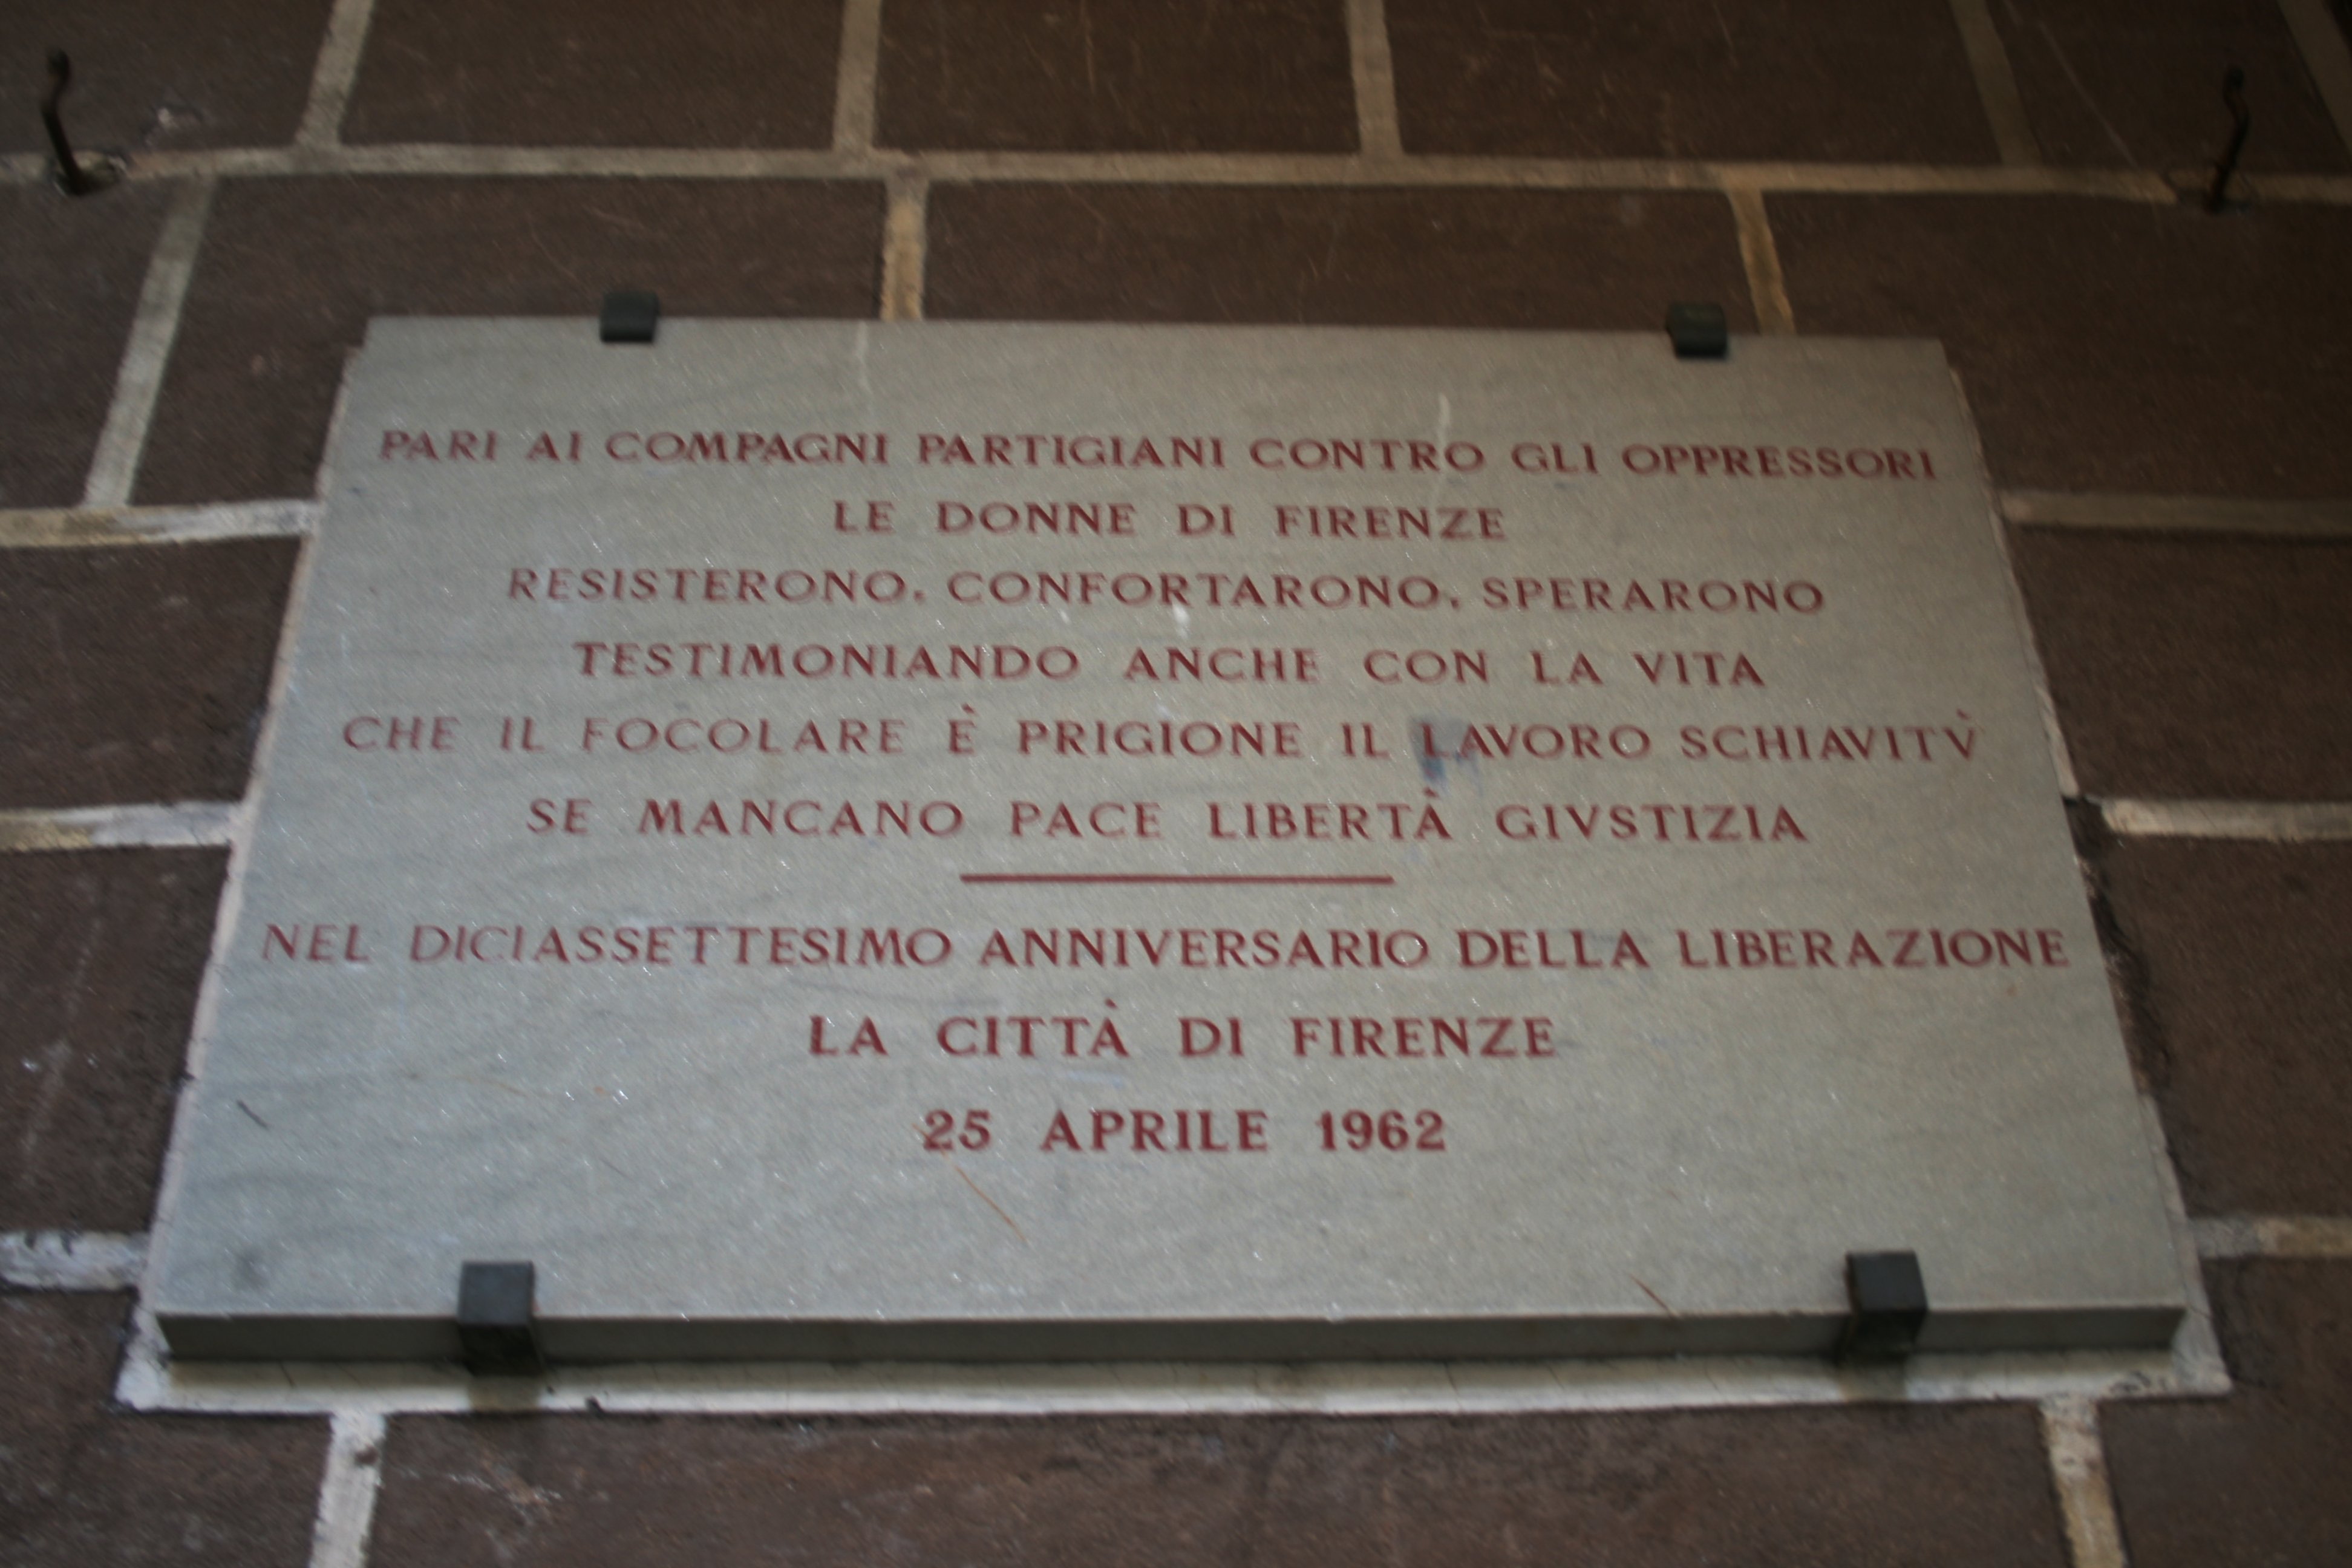 PARI AI COMPAGNI PARTIGIANI CONTRO GLI OPPRESSORI
LE DONNE DI FIRENZE
RESISTERONO, CONFORTARONO, SPERARONO
TESTIMONIANDO ANCHE CON LA VITA
CHE IL FOCOLARE È PRIGIONE IL LAVORO SCHIAVITV̀
SE MANCANO PACE LIBERTÀ GIVSTIZIA
NEL DICIASSETTESIMO ANNIVERSARIO DELLA LIBERAZIONE
LA CITTÀ DI FIRENZE
25 APRILE 1962